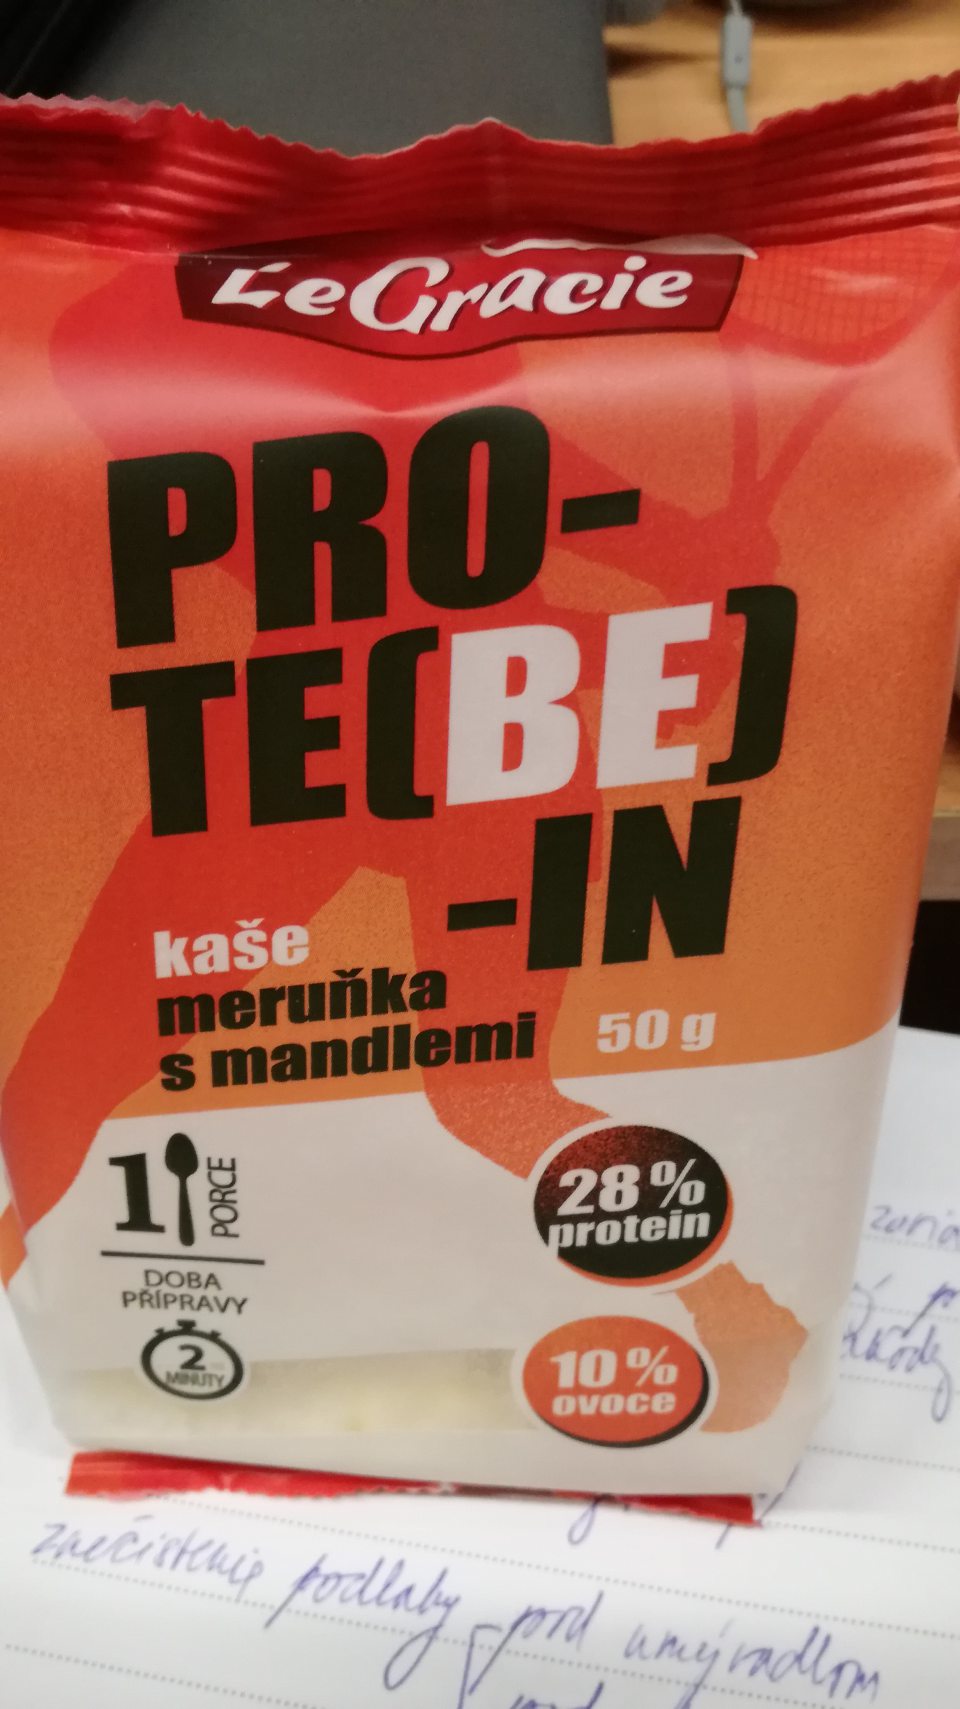 LeGracie
PRO-
TE(BE)
-IN
kaše
meruňka
s mandlemi
50 g
1 PORCE
DOBA
PŘÍPRAVY
2
MINUTY
28%
protein
10%
ovoce
znečistenie podlahy pod umývadlom
pod